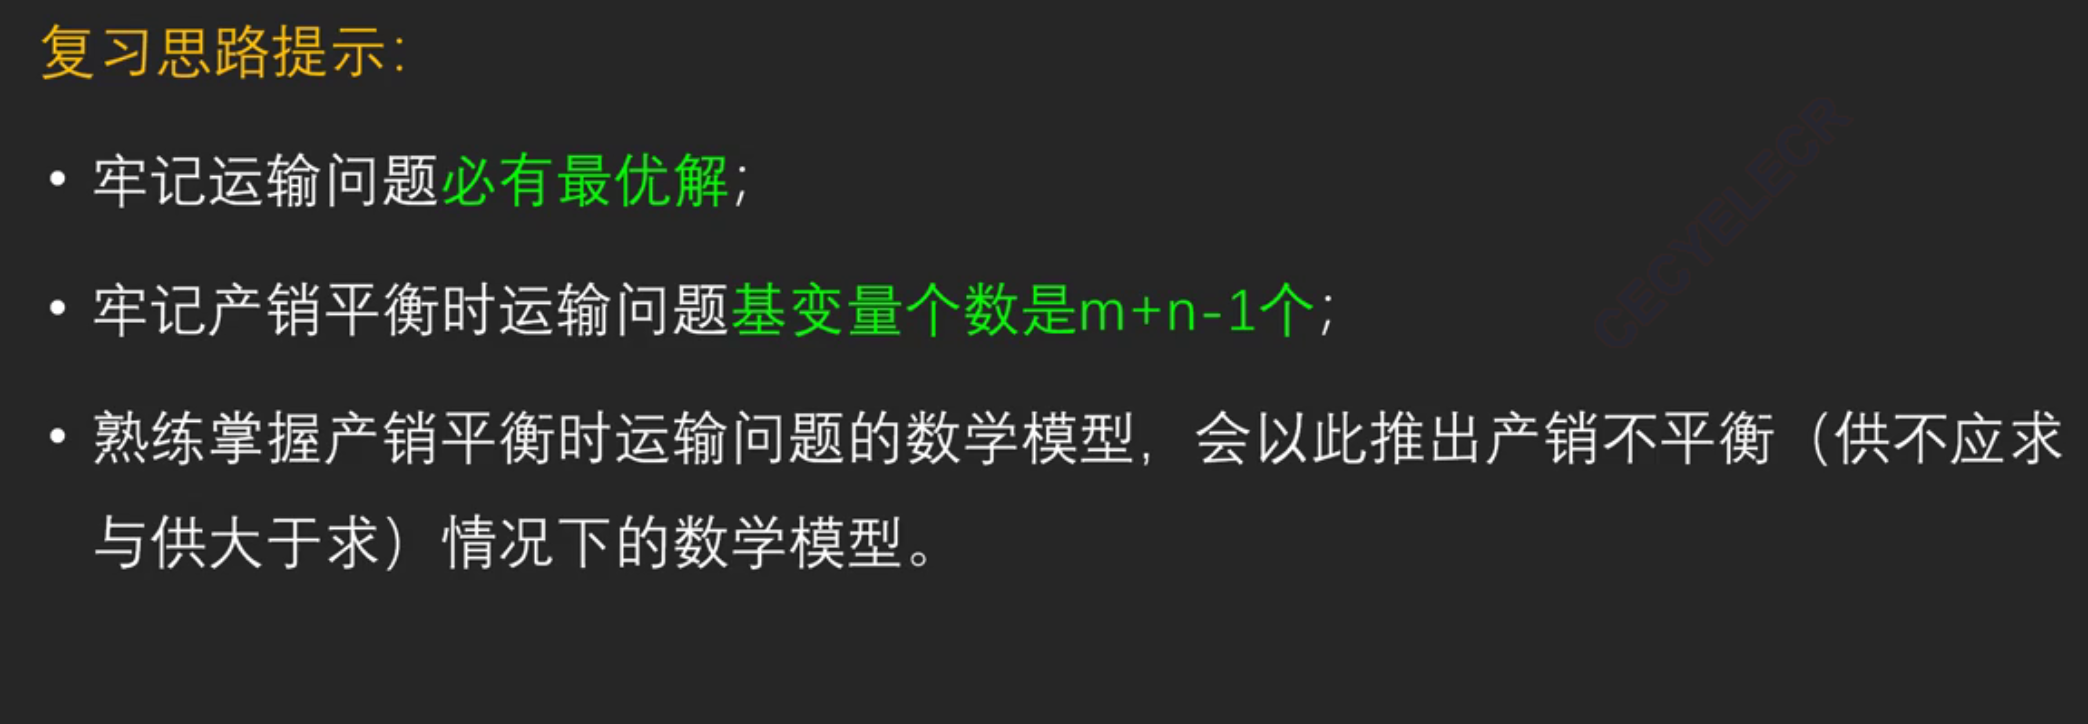 复习思路提示：
• 牢记运输问题必有最优解；
• 牢记产销平衡时运输问题基变量个数是m+n-1个；
• 熟练掌握产销平衡时运输问题的数学模型，会以此推出产销不平衡（供不应求
与供大于求）情况下的数学模型。
CECYELECR